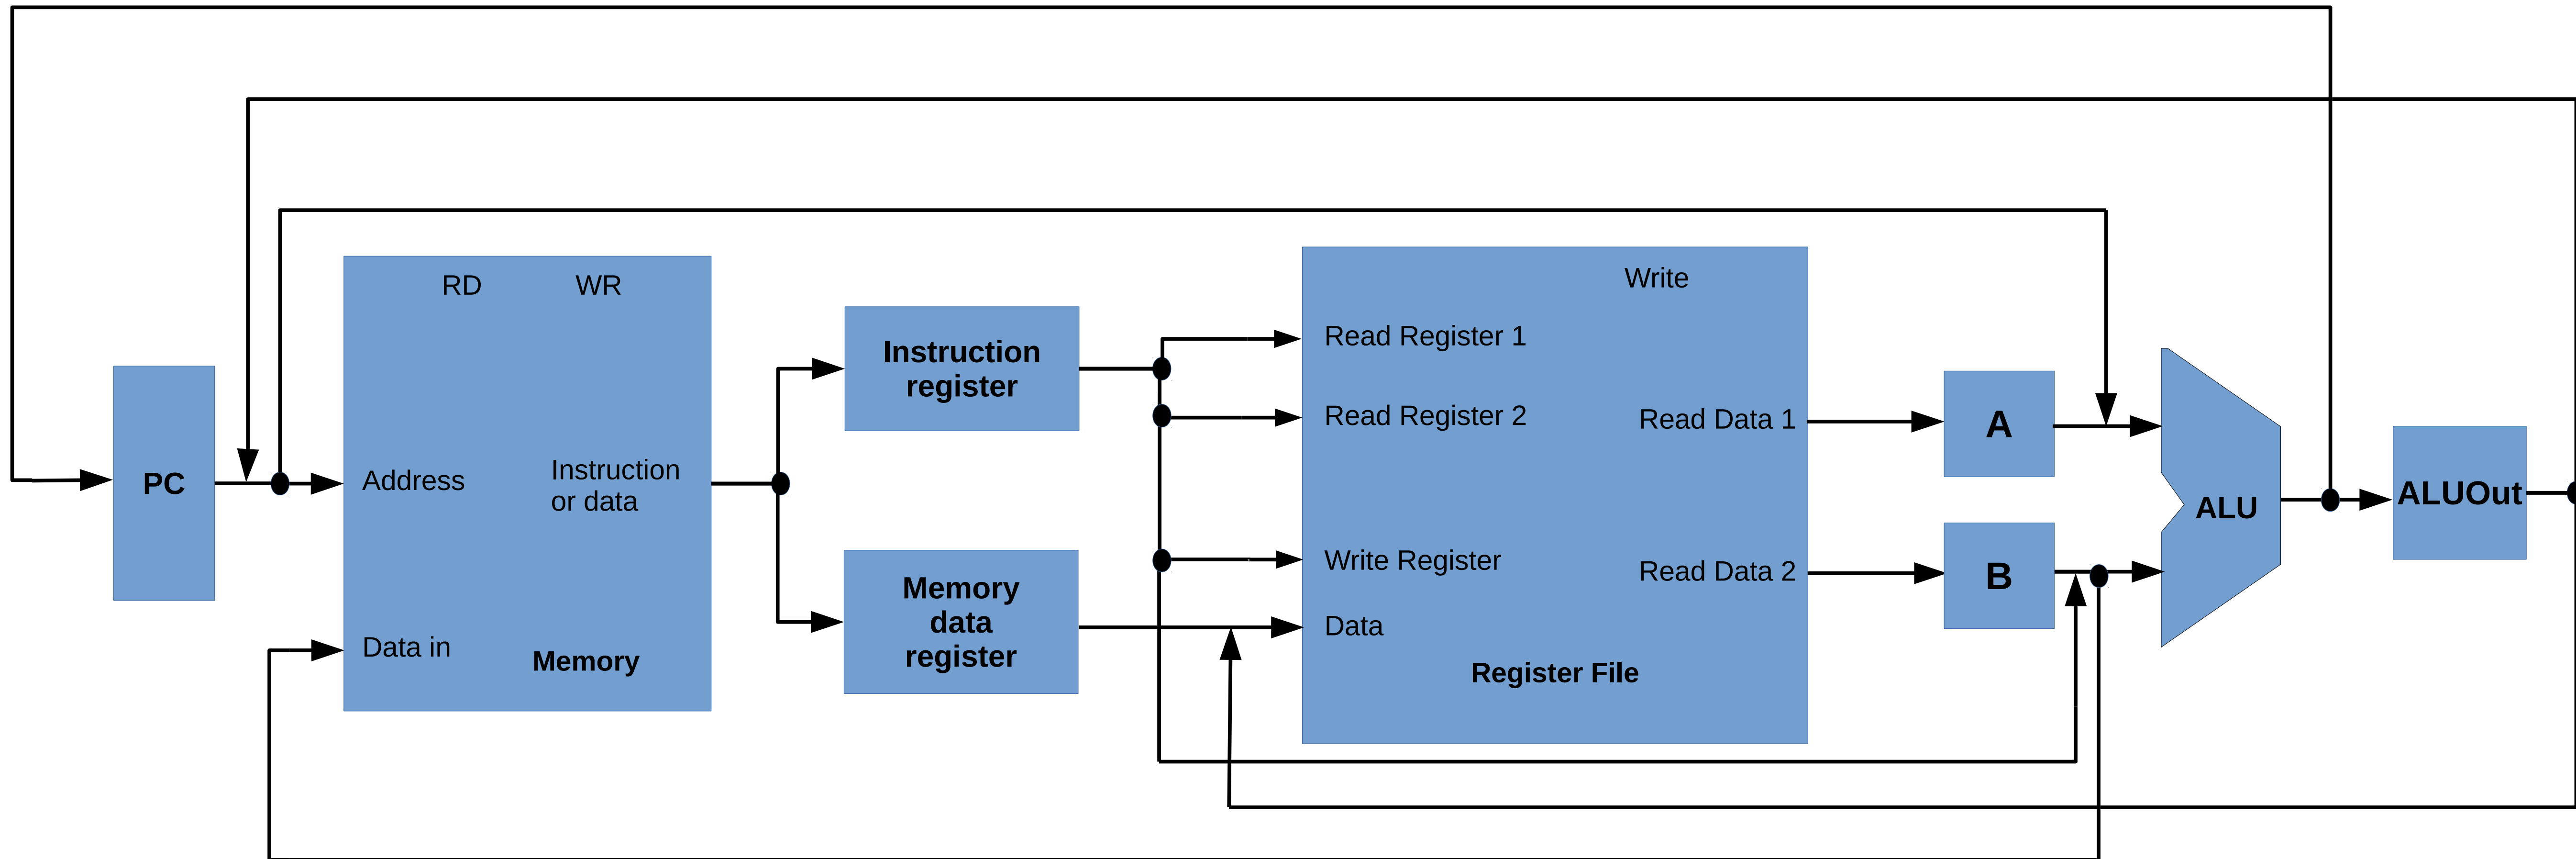 PC
RD
WR
Address
Instruction
or data
Data in
Memory
Instruction
register
Memory
data
register
Write
Read Register 1
Read Register 2
Read Data 1
Write Register
Read Data 2
Data
Register File
A
B
ALU
ALUOut